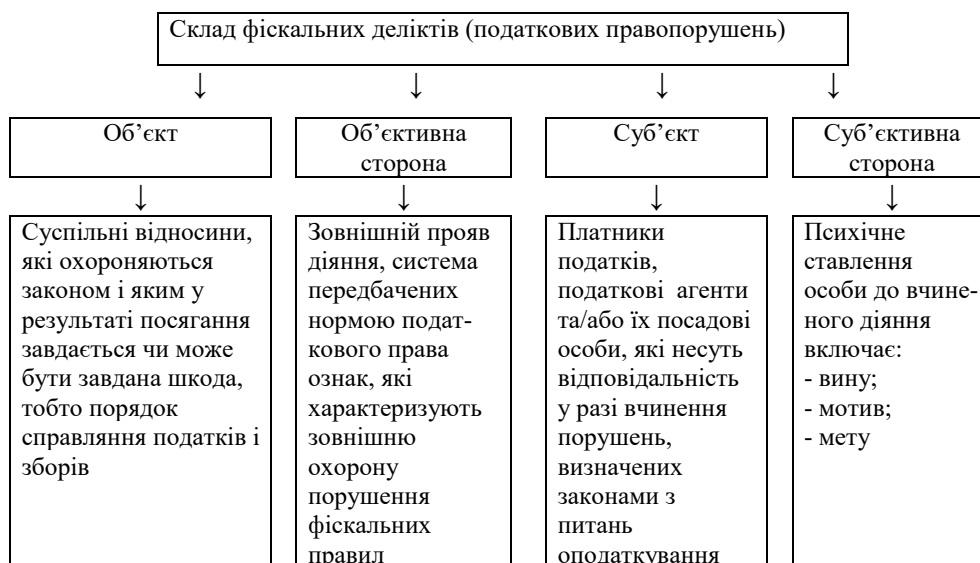 Склад фіскальних деліктів (податкових правопорушень)
Об’єкт
Об’єктивна
сторона
Суб’єкт
Суб’єктивна
сторона
Суспільні відносини,
які охороняються
законом і яким у
результаті посягання
завдається чи може
бути завдана шкода,
тобто порядок
справляння податків і
зборів
Зовнішній прояв
діяння, система
передбачених
нормою подат-
кового права
ознак, які
характеризують
зовнішню
охорону
порушення
фіскальних
правил
Платники
податків,
податкові агенти
та/або їх посадові
особи, які несуть
відповідальність
у разі вчинення
порушень,
визначених
законами з
питань
оподаткування
Психічне
ставлення
особи до вчине-
ного діяння
включає:
- вину;
- мотив;
- мету